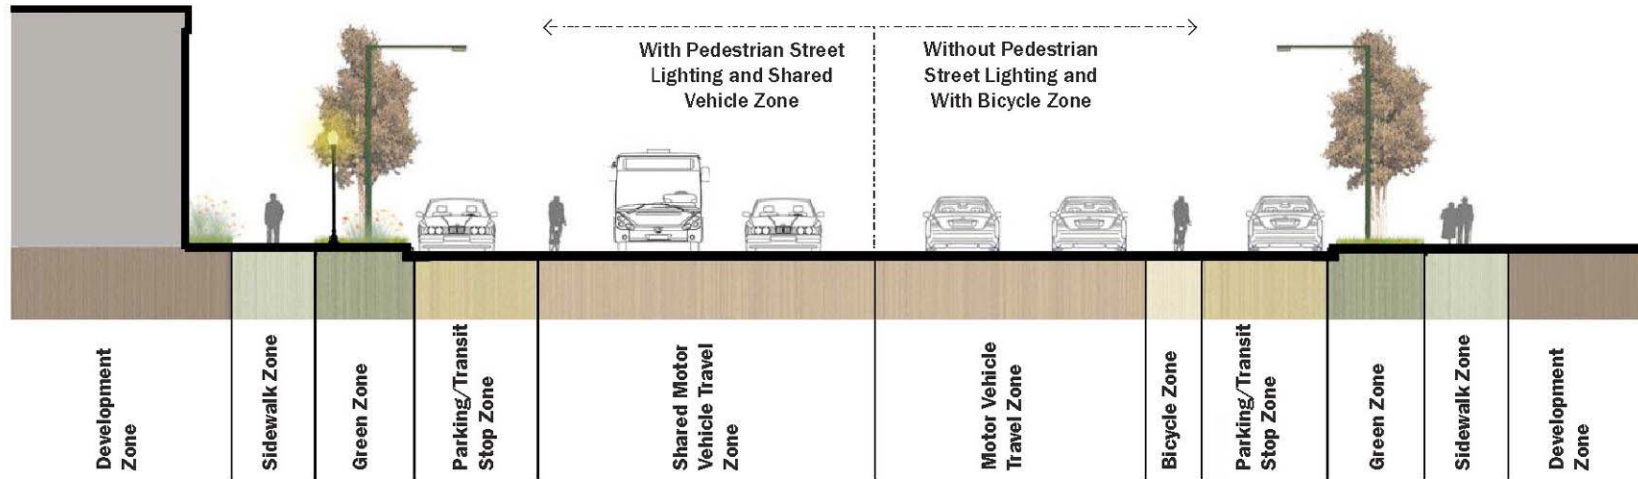 With Pedestrian Street
Lighting and Shared
Vehicle Zone
Without Pedestrian
Street Lighting and
With Bicycle Zone
Development
Zone
Sidewalk Zone
Green Zone
Parking/Transit
Stop Zone
Shared Motor
Vehicle Travel
Zone
Motor Vehicle
Travel Zone
Bicycle Zone
Parking/Transit
Stop Zone
Green Zone
Sidewalk Zone
Development
Zone